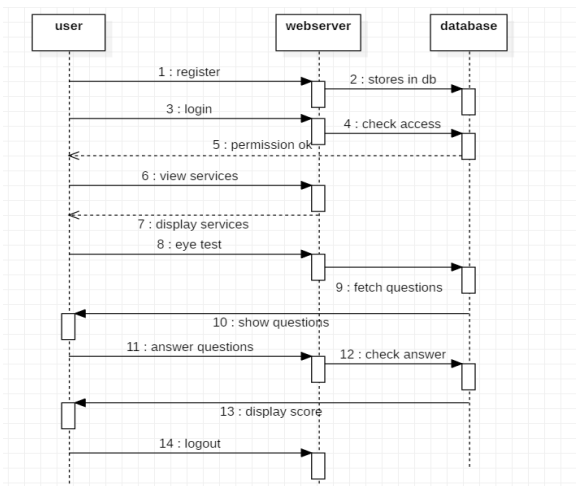 user
webserver
database
1 : register
2 : stores in db
3 : login
4 : check access
5 : permission ok
6 : view services
7 : display services
8 : eye test
9 : fetch questions
10 : show questions
11 : answer questions
12 : check answer
13 : display score
14 : logout